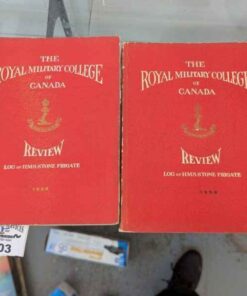 THE
ROYAL MILITARY COLLEGE
OF
CANADA
REVIEW
LOG OF H.M.S. STONE FRIGATE
THE
ROYAL MILITARY COLLEGE
OF
CANADA
REVIEW
LOG OF H.M.S. STONE FRIGATE
03